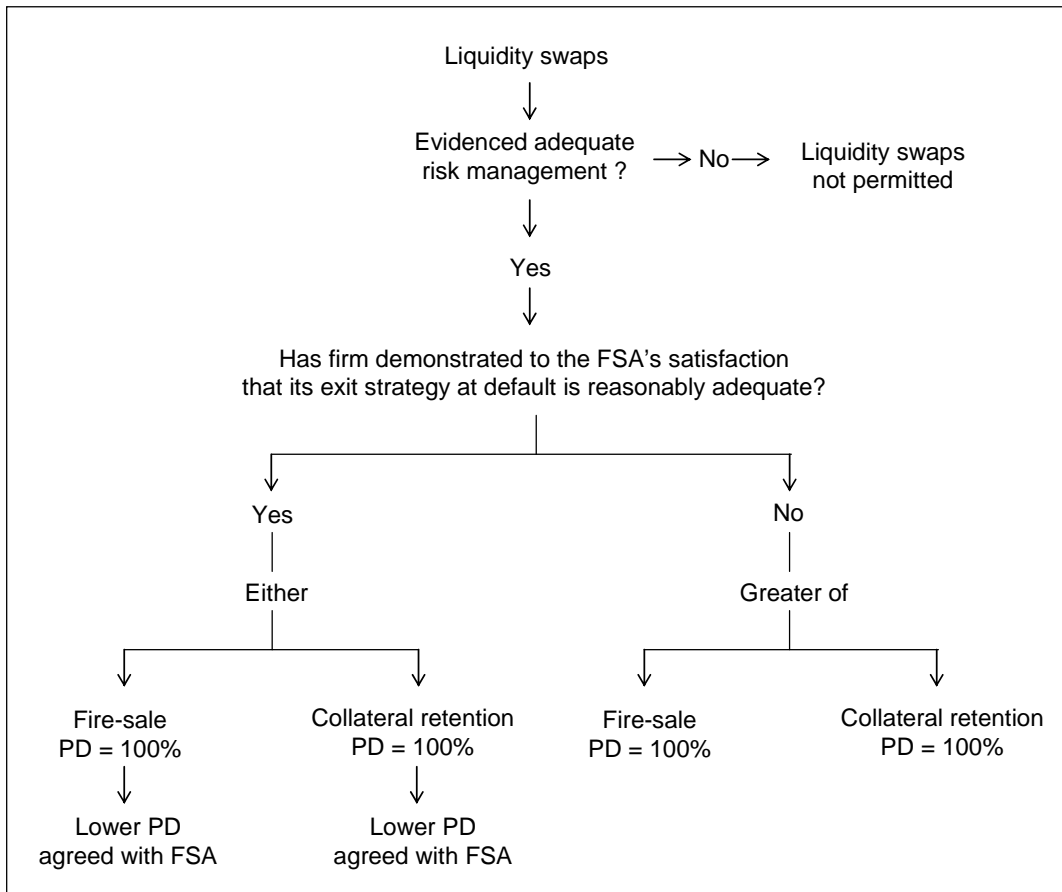 Liquidity swaps
Evidenced adequate
risk management ?
No
Liquidity swaps
not permitted
Yes
Has firm demonstrated to the FSA’s satisfaction
that its exit strategy at default is reasonably adequate?
Yes
No
Either
Greater of
Fire-sale
PD = 100%
Collateral retention
PD = 100%
Fire-sale
PD = 100%
Collateral retention
PD = 100%
Lower PD
agreed with FSA
Lower PD
agreed with FSA